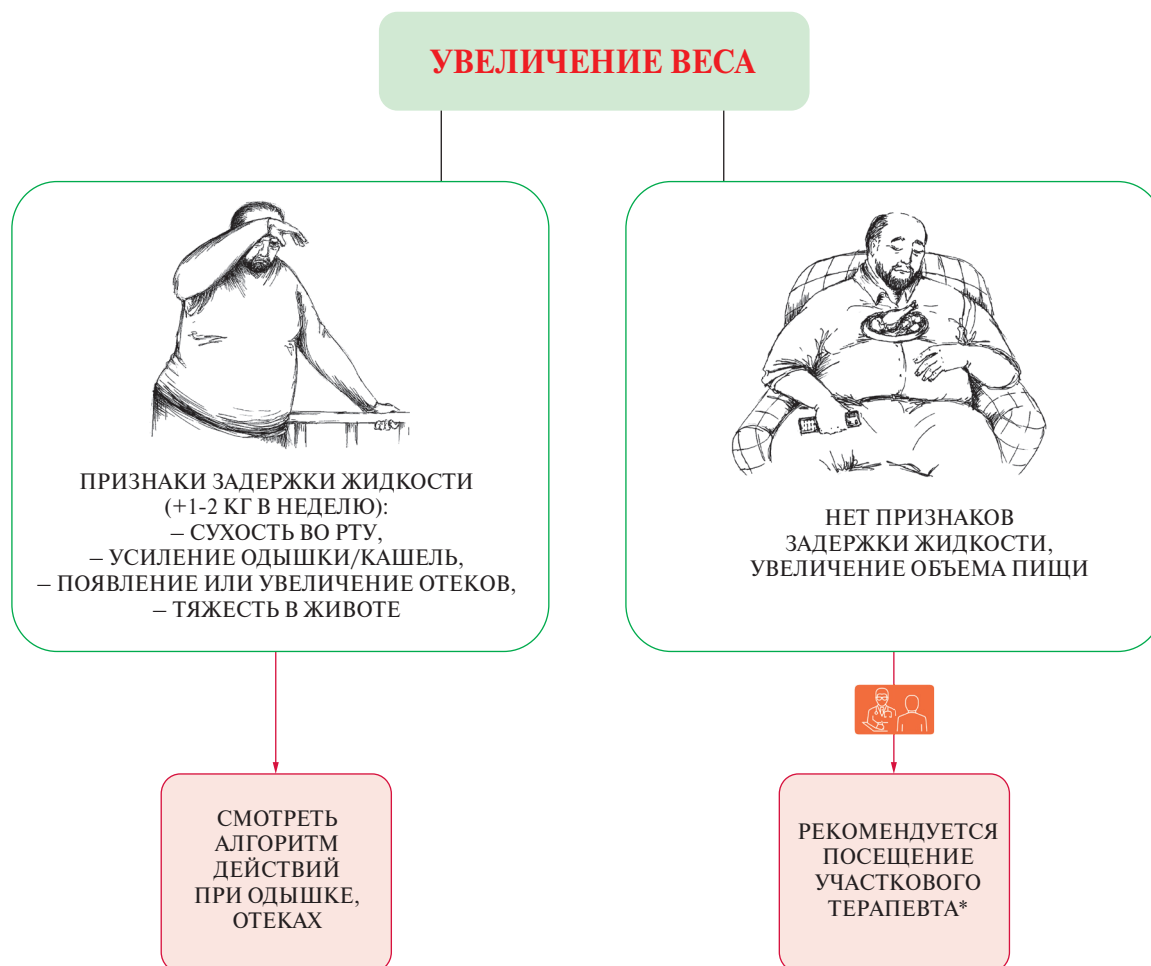 УВЕЛИЧЕНИЕ ВЕСА
ПРИЗНАКИ ЗАДЕРЖКИ ЖИДКОСТИ
(+1-2 КГ В НЕДЕЛЮ):
– СУХОСТЬ ВО РТУ,
– УСИЛЕНИЕ ОДЫШКИ/КАШЕЛЬ,
– ПОЯВЛЕНИЕ ИЛИ УВЕЛИЧЕНИЕ ОТЕКОВ,
– ТЯЖЕСТЬ В ЖИВОТЕ
НЕТ ПРИЗНАКОВ
ЗАДЕРЖКИ ЖИДКОСТИ,
УВЕЛИЧЕНИЕ ОБЪЕМА ПИЩИ
СМОТРЕТЬ
АЛГОРИТМ
ДЕЙСТВИЙ
ПРИ ОДЫШКЕ,
ОТЕКАХ
РЕКОМЕНДУЕТСЯ
ПОСЕЩЕНИЕ
УЧАСТКОВОГО
ТЕРАПЕВТА*